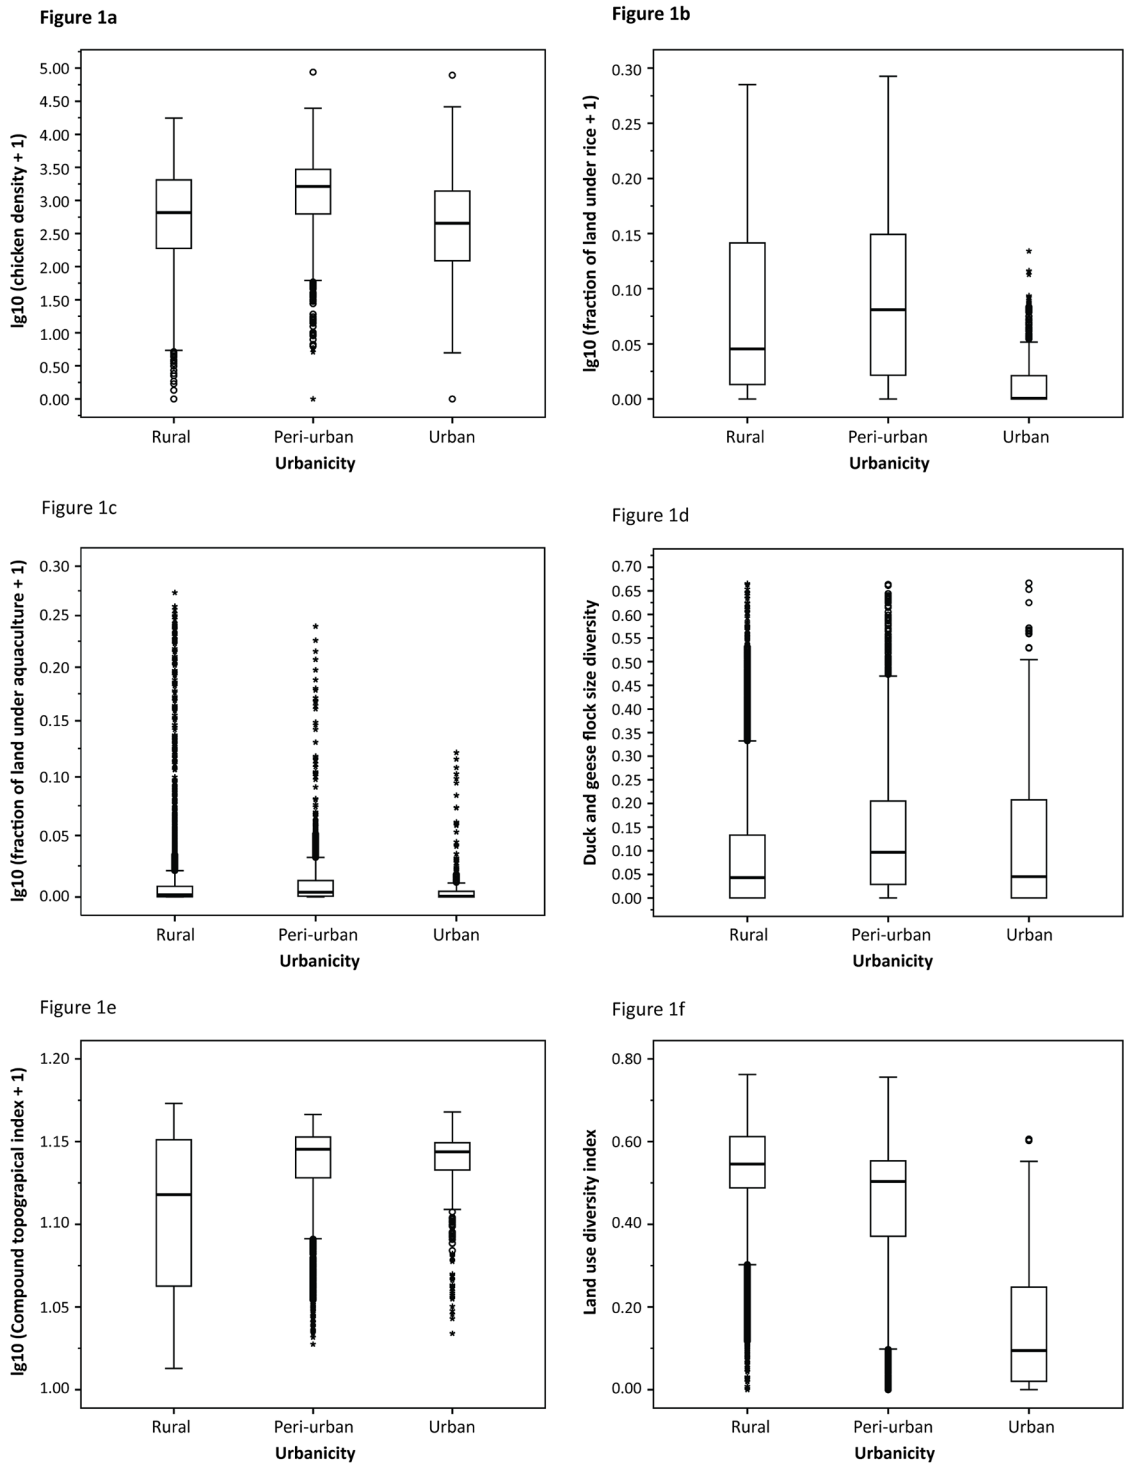 Figure 1a
lg10 (chicken density + 1)
5.00
4.50
4.00
3.50
3.00
2.50
2.00
1.50
1.00
0.50
0.00
Rural
Peri-urban
Urban
Urbanicity
Figure 1b
lg10 (fraction of land under rice + 1)
0.30
0.25
0.20
0.15
0.10
0.05
0.00
Rural
Peri-urban
Urban
Urbanicity
Figure 1c
lg10 (fraction of land under aquaculture + 1)
0.30
0.25
0.20
0.15
0.10
0.05
0.00
Rural
Peri-urban
Urban
Urbanicity
Figure 1d
Duck and geese flock size diversity
0.70
0.65
0.60
0.55
0.50
0.45
0.40
0.35
0.30
0.25
0.20
0.15
0.10
0.05
0.00
Rural
Peri-urban
Urban
Urbanicity
Figure 1e
lg10 (Compound topograpical index + 1)
1.20
1.15
1.10
1.05
1.00
Rural
Peri-urban
Urban
Urbanicity
Figure 1f
Land use diversity index
0.80
0.60
0.40
0.20
0.00
Rural
Peri-urban
Urban
Urbanicity